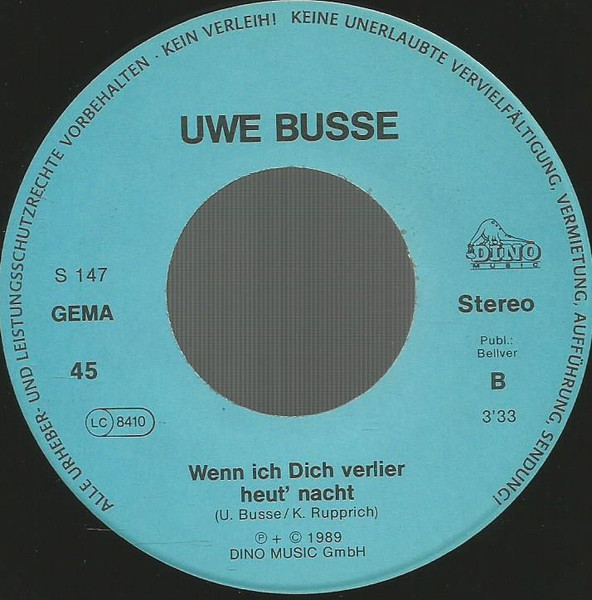 ALLE URHEBER- UND LEISTUNGSSCHUTZRECHTE VORBEHALTEN · KEIN VERLEIH! KEINE UNERLAUBTE VERVIELFÄLTIGUNG, VERMIETUNG, AUFFÜHRUNG, SENDUNG!
UWE BUSSE
DINO
MUSIC
S 147
GEMA
45
LC 8410
Stereo
Publ.:
Bellver
B
3'33
Wenn ich Dich verlier
heut' nacht
(U. Busse/K. Rupprich)
℗ + © 1989
DINO MUSIC GmbH